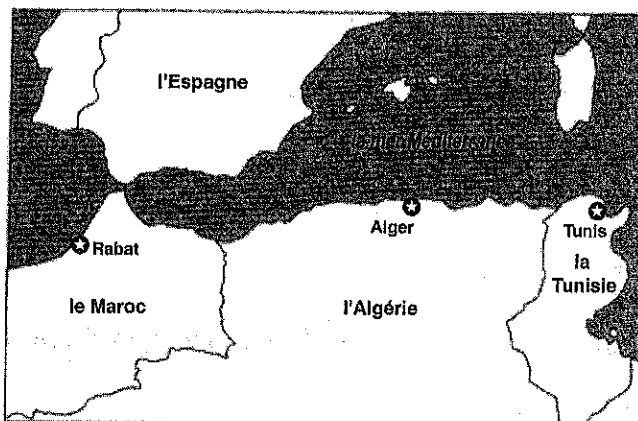 l'Espagne
Alger
Tunis
Rabat
la
Tunisie
le Maroc
l'Algérie